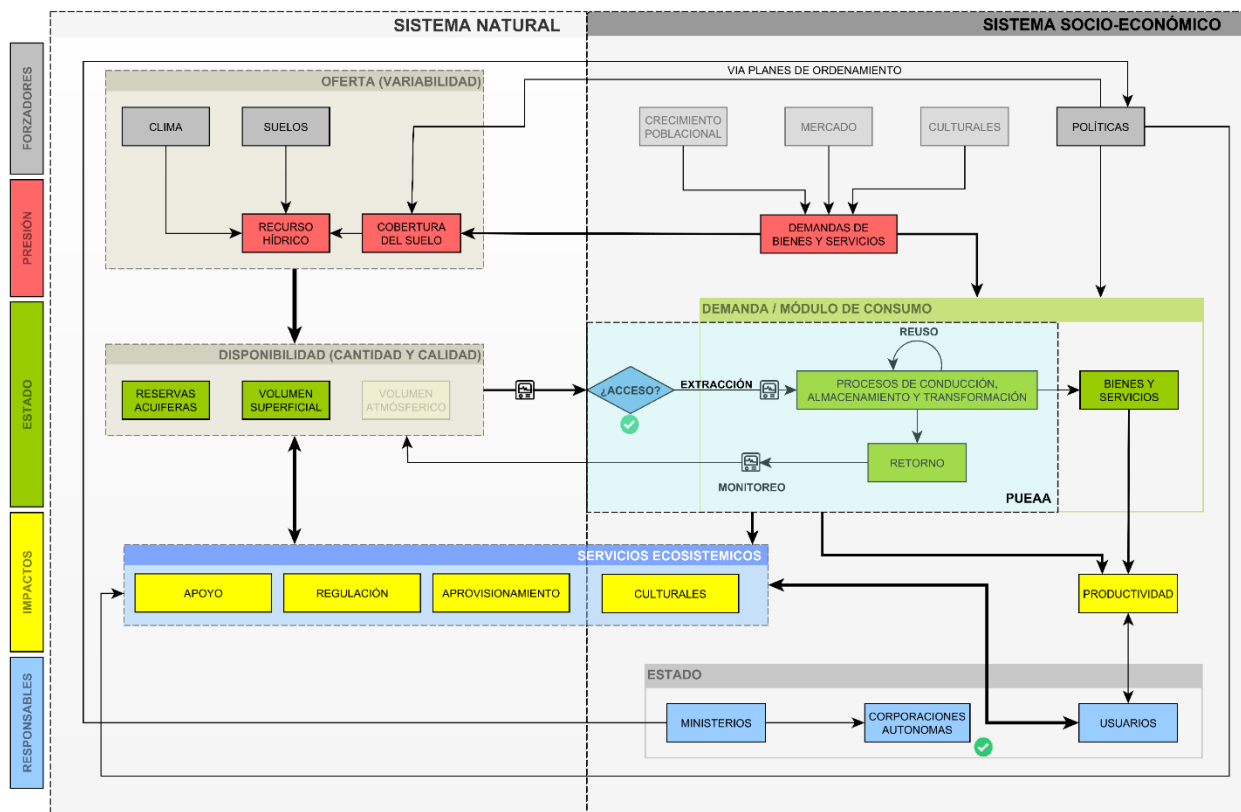 SISTEMA NATURAL
SISTEMA SOCIO-ECONÓMICO
FORZADORES
OFERTA (VARIABILIDAD)
VIA PLANES DE ORDENAMIENTO
CLIMA
SUELOS
CRECIMIENTO
POBLACIONAL
MERCADO
CULTURALES
POLÍTICAS
PRESIÓN
RECURSO
HÍDRICO
COBERTURA
DEL SUELO
DEMANDAS DE
BIENES Y SERVICIOS
ESTADO
DEMANDA / MÓDULO DE CONSUMO
REUSO
DISPONIBILIDAD (CANTIDAD Y CALIDAD)
RESERVAS
ACUIFERAS
VOLUMEN
SUPERFICIAL
VOLUMEN
ATMÓSFERICO
¿ACCESO?
EXTRACCIÓN
PROCESOS DE CONDUCCIÓN,
ALMACENAMIENTO Y TRANSFORMACIÓN
BIENES Y
SERVICIOS
RETORNO
MONITOREO
PUEAA
IMPACTOS
SERVICIOS ECOSISTEMICOS
APOYO
REGULACIÓN
APROVISIONAMIENTO
CULTURALES
PRODUCTIVIDAD
RESPONSABLES
ESTADO
MINISTERIOS
CORPORACIONES
AUTONOMAS
USUARIOS